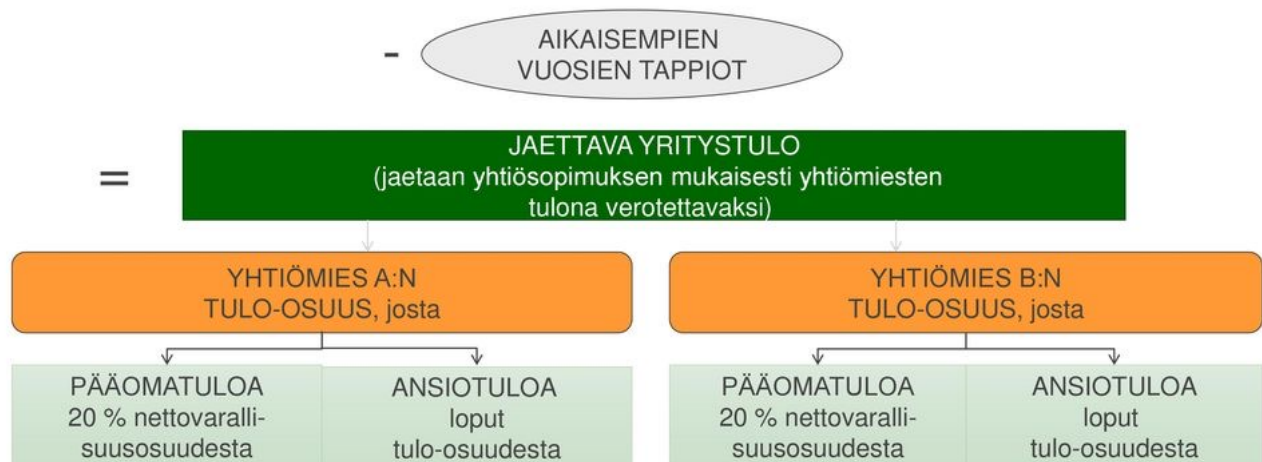 -
AIKAISEMPIEN
VUOSIEN TAPPIOT
=
JAETTAVA YRITYSTULO
(jaetaan yhtiösopimuksen mukaisesti yhtiömiesten
tulona verotettavaksi)
YHTIÖMIES A:N
TULO-OSUUS, josta
YHTIÖMIES B:N
TULO-OSUUS, josta
PÄÄOMATULOA
20 % nettovaralli-
suusosuudesta
ANSIOTULOA
loput
tulo-osuudesta
PÄÄOMATULOA
20 % nettovaralli-
suusosuudesta
ANSIOTULOA
loput
tulo-osuudesta